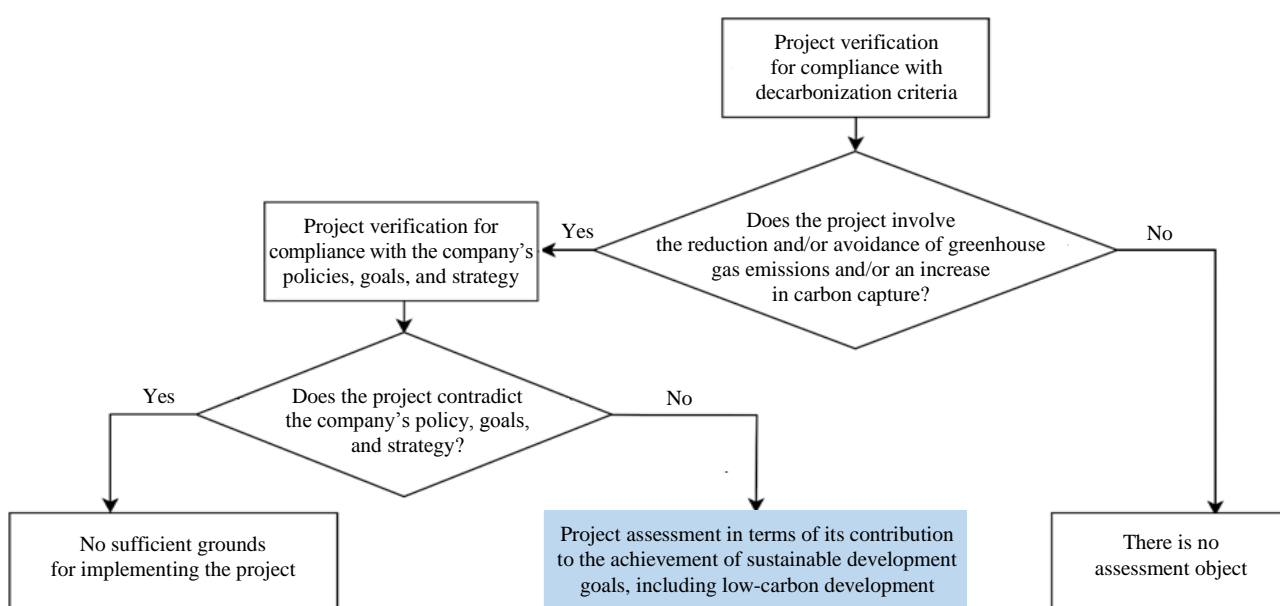 Project verification
for compliance with
decarbonization criteria
Does the project involve
the reduction and/or avoidance of greenhouse
gas emissions and/or an increase
in carbon capture?
Yes
No
Project verification for
compliance with the company's
policies, goals, and strategy
Does the project contradict
the company's policy, goals,
and strategy?
Yes
No
No sufficient grounds
for implementing the project
Project assessment in terms of its contribution
to the achievement of sustainable development
goals, including low-carbon development
There is no
assessment object